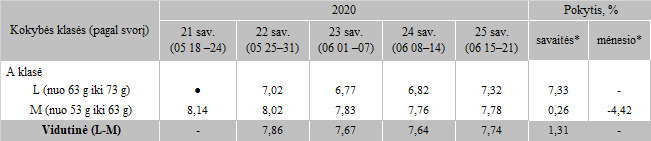 Kokybės klasės (pagal svorį) 2020 Pokytis, %
21 sav. (05 18 –24) 22 sav. (05 25–31) 23 sav. (06 01 –07) 24 sav. (06 08–14) 25 sav. (06 15–21) savaitės* mėnesio*
A klasė
L (nuo 63 g iki 73 g) ● 7,02 6,77 6,82 7,32 7,33 -
M (nuo 53 g iki 63 g) 8,14 8,02 7,83 7,76 7,78 0,26 -4,42
Vidutinė (L-M) - 7,86 7,67 7,64 7,74 1,31 -